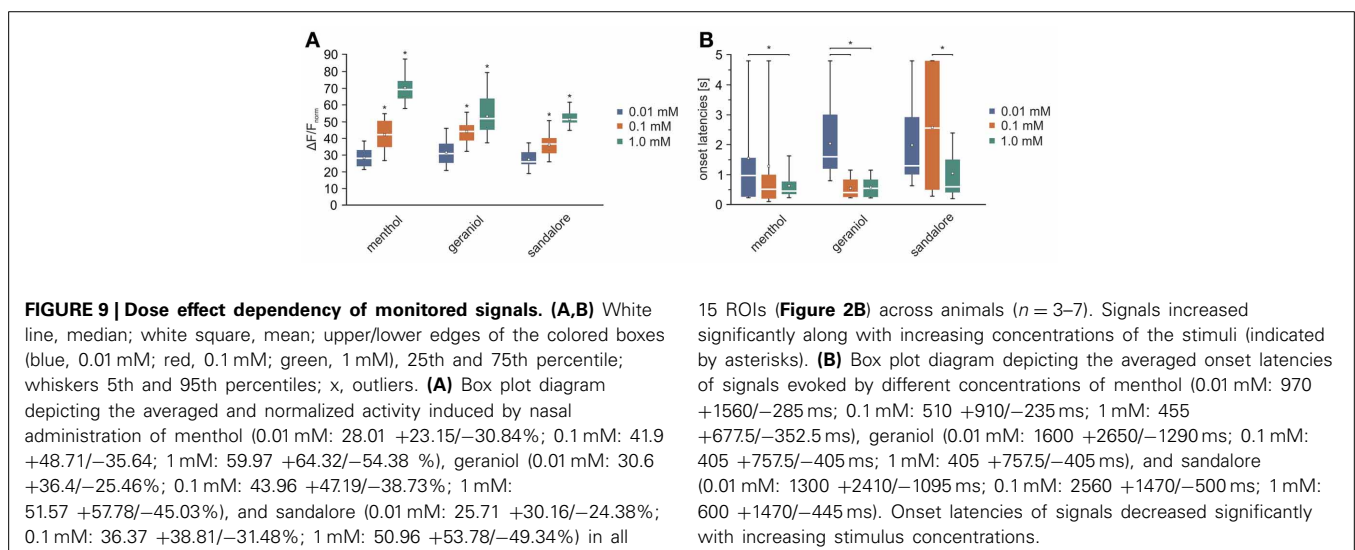 A
90
80
70
60
50
40
30
20
10
0
ΔF/Fnorm
*
*
*
*
*
*
menthol
geraniol
sandalore
0.01 mM
0.1 mM
1.0 mM
B
5
4
3
2
1
0
onset latencies [s]
*
*
*
menthol
geraniol
sandalore
0.01 mM
0.1 mM
1.0 mM
FIGURE 9 | Dose effect dependency of monitored signals. (A,B) White
line, median; white square, mean; upper/lower edges of the colored boxes
(blue, 0.01 mM; red, 0.1 mM; green, 1 mM), 25th and 75th percentile;
whiskers 5th and 95th percentiles; x, outliers. (A) Box plot diagram
depicting the averaged and normalized activity induced by nasal
administration of menthol (0.01 mM: 28.01 +23.15/−30.84%; 0.1 mM: 41.9
+48.71/−35.64; 1 mM: 59.97 +64.32/−54.38 %), geraniol (0.01 mM: 30.6
+36.4/−25.46%; 0.1 mM: 43.96 +47.19/−38.73%; 1 mM:
51.57 +57.78/−45.03%), and sandalore (0.01 mM: 25.71 +30.16/−24.38%;
0.1 mM: 36.37 +38.81/−31.48%; 1 mM: 50.96 +53.78/−49.34%) in all
15 ROIs (Figure 2B) across animals (n = 3–7). Signals increased
significantly along with increasing concentrations of the stimuli (indicated
by asterisks). (B) Box plot diagram depicting the averaged onset latencies
of signals evoked by different concentrations of menthol (0.01 mM: 970
+1560/−285 ms; 0.1 mM: 510 +910/−235 ms; 1 mM: 455
+677.5/−352.5 ms), geraniol (0.01 mM: 1600 +2650/−1290 ms; 0.1 mM:
405 +757.5/−405 ms; 1 mM: 405 +757.5/−405 ms), and sandalore
(0.01 mM: 1300 +2410/−1095 ms; 0.1 mM: 2560 +1470/−500 ms; 1 mM:
600 +1470/−445 ms). Onset latencies of signals decreased significantly
with increasing stimulus concentrations.